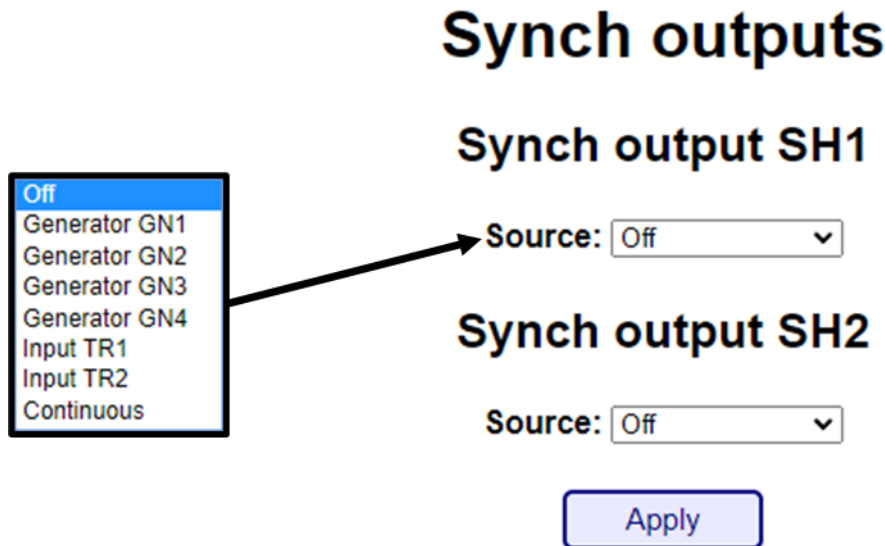 Synch outputs
Synch output SH1
Off
Generator GN1
Generator GN2
Generator GN3
Generator GN4
Input TR1
Input TR2
Continuous
Source: Off
Synch output SH2
Source: Off
Apply